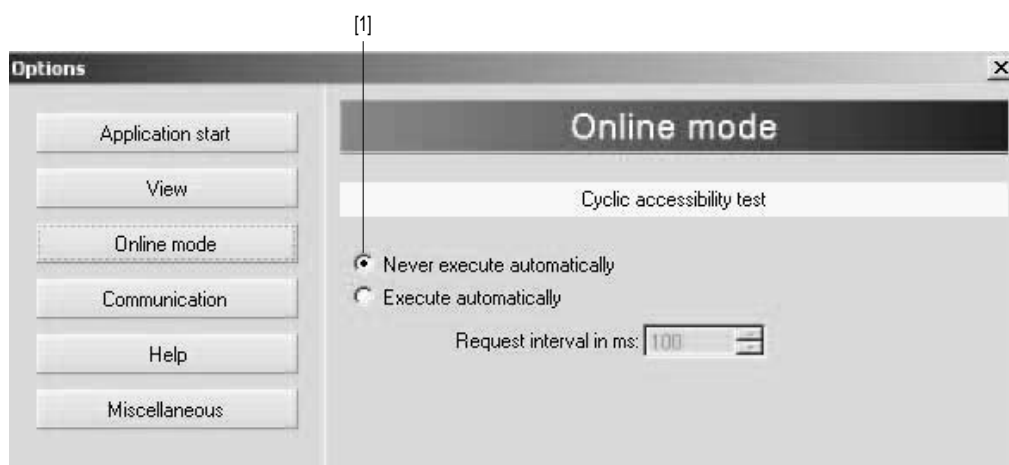 [1]
Options
Application start
View
Online mode
Communication
Help
Miscellaneous
Online mode
Cyclic accessibility test
Never execute automatically
Execute automatically
Request interval in ms: 100